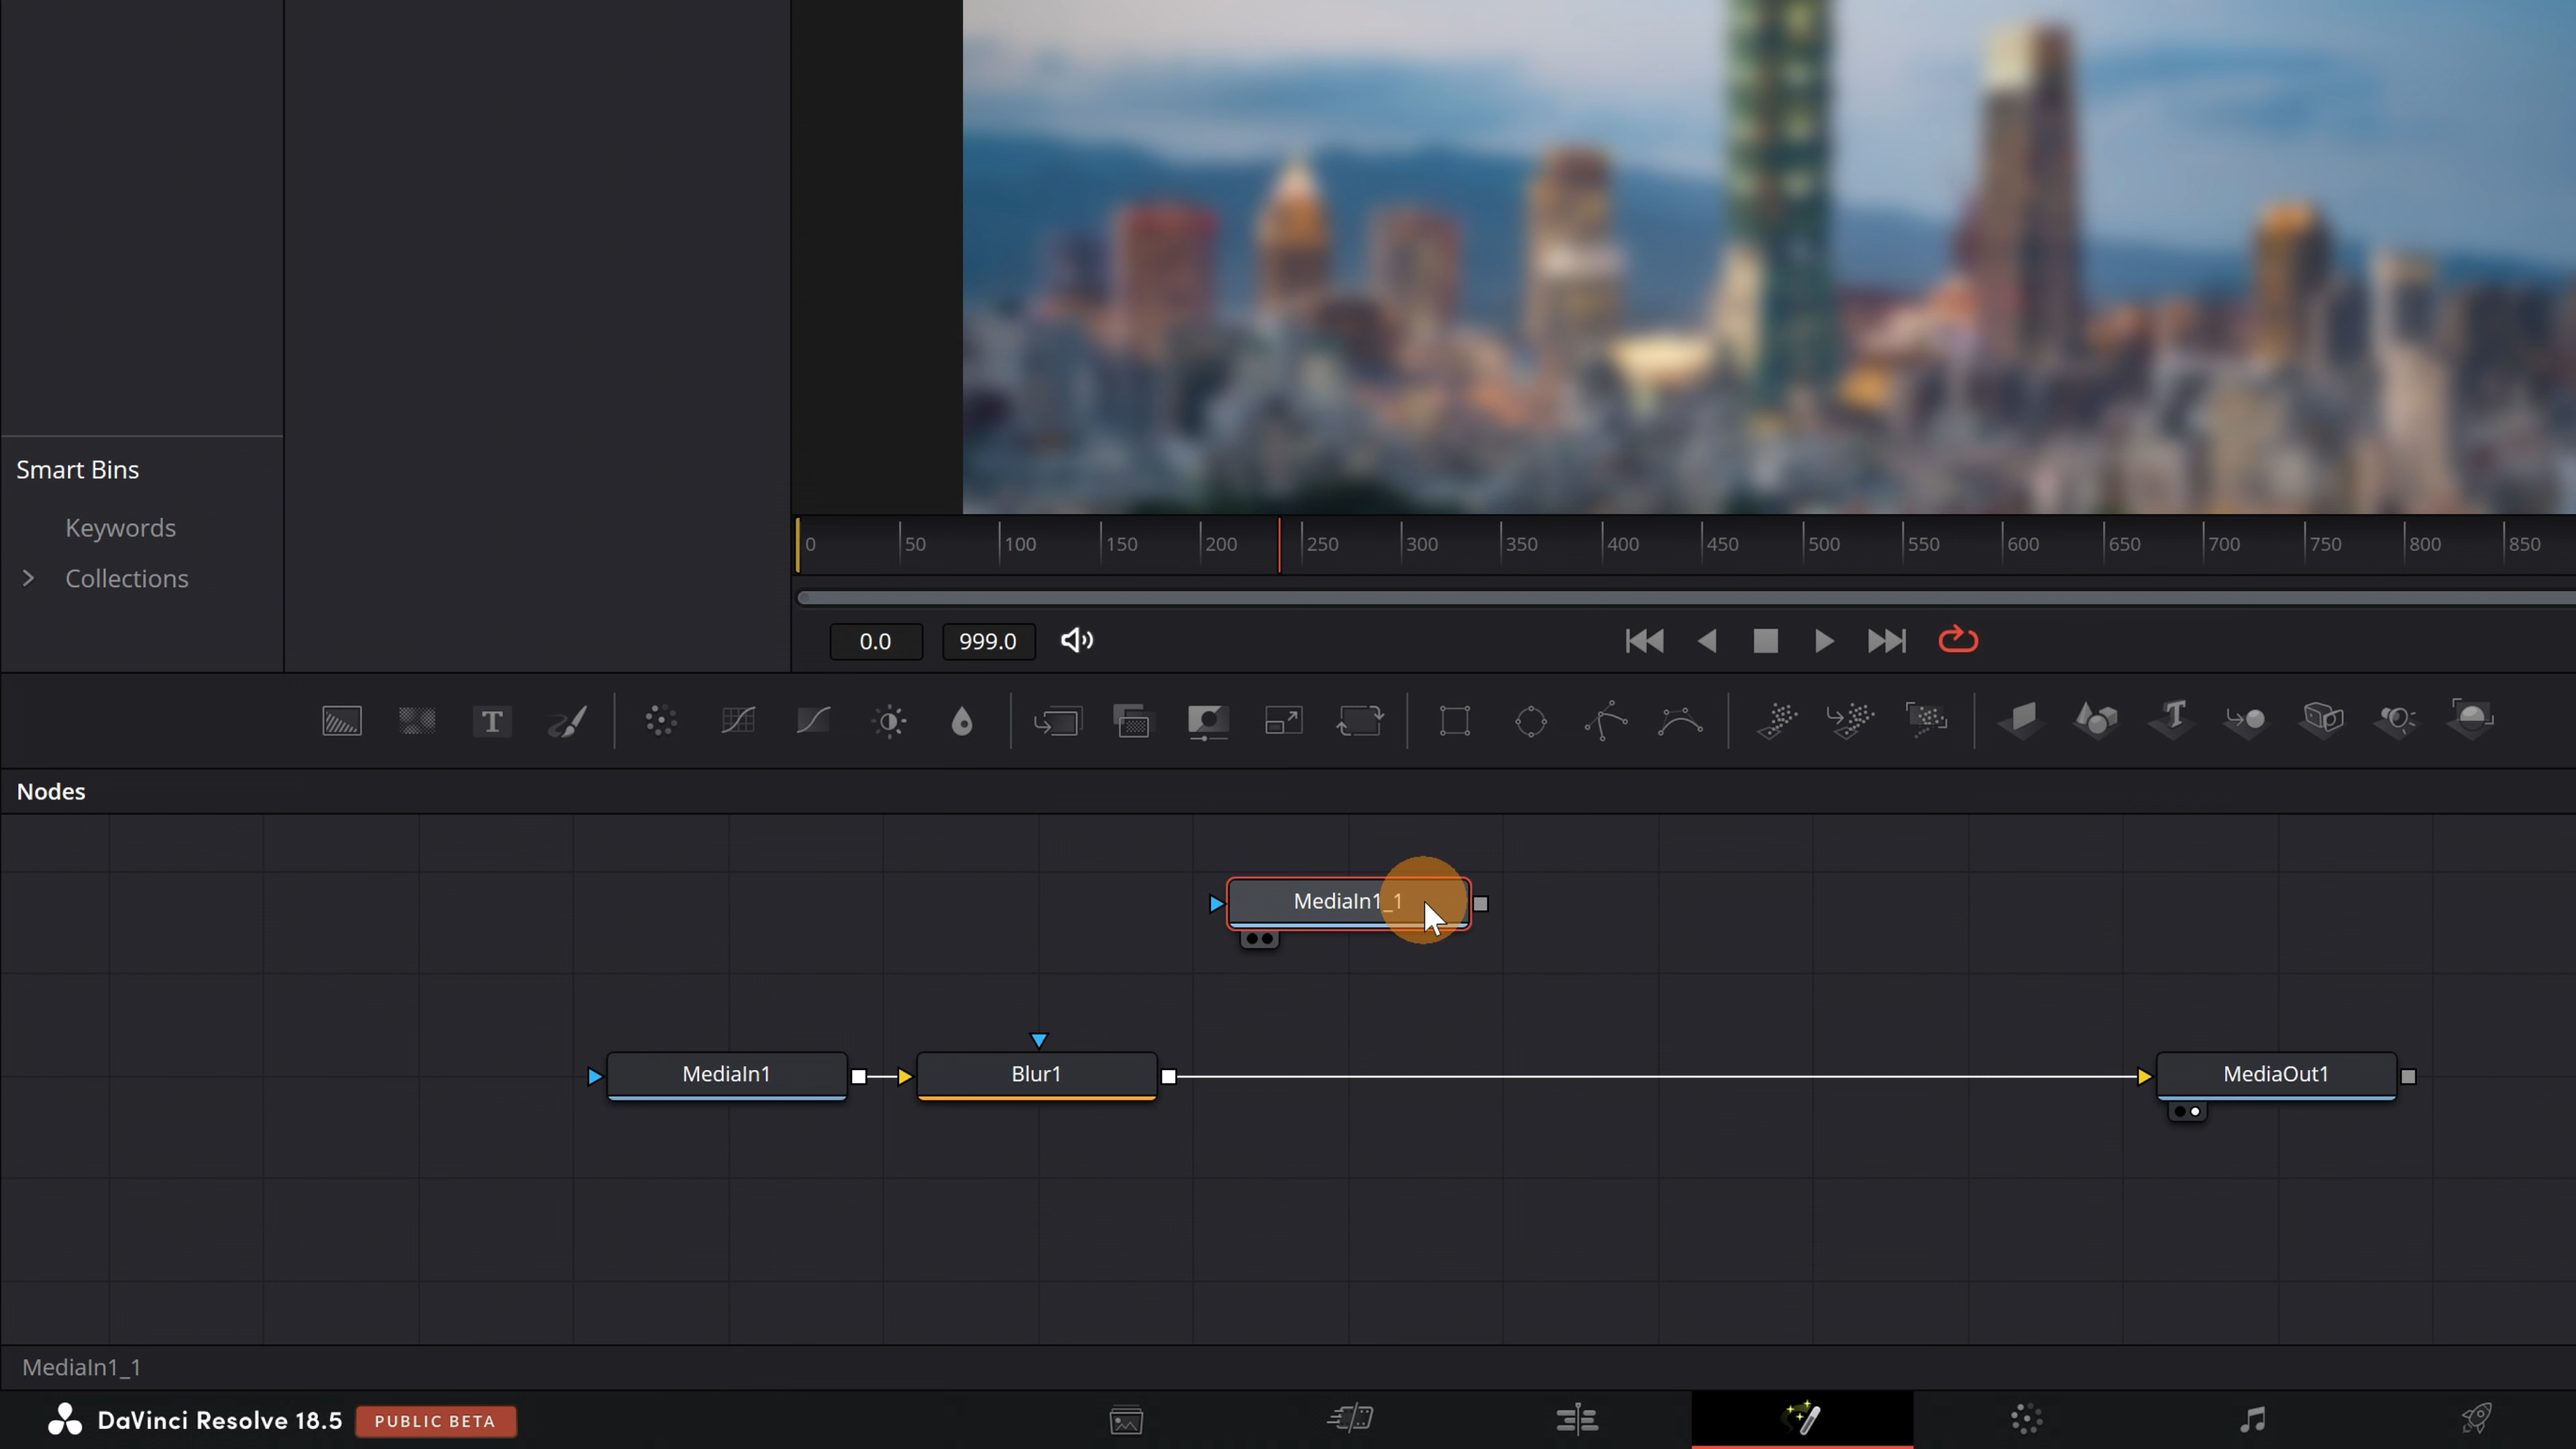 Smart Bins
Keywords
Collections
0 50 100 150 200 250 300 350 400 450 500 550 600 650 700 750 800 850
0.0 999.0
T
Nodes
MediaIn1_1
MediaIn1 Blur1 MediaOut1
MediaIn1_1
DaVinci Resolve 18.5 PUBLIC BETA